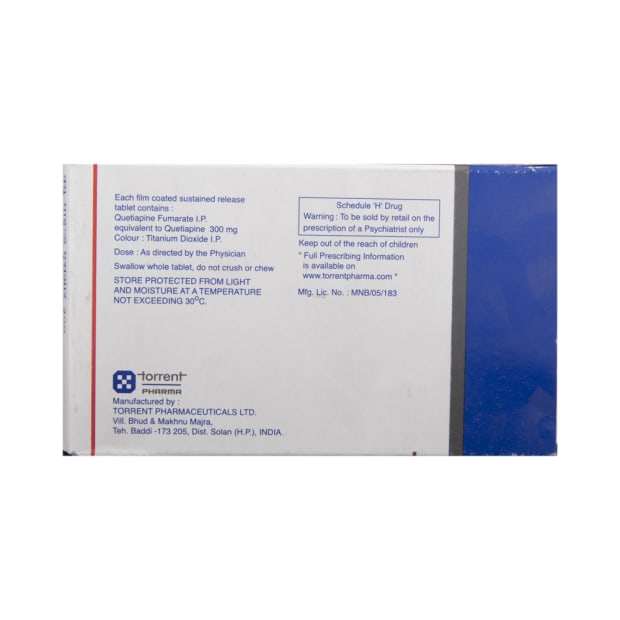 Each film coated sustained release
tablet contains :
Quetiapine Fumarate I.P.
equivalent to Quetiapine 300 mg
Colour : Titanium Dioxide I.P.
Dose : As directed by the Physician
Swallow whole tablet, do not crush or chew
STORE PROTECTED FROM LIGHT
AND MOISTURE AT A TEMPERATURE
NOT EXCEEDING 30⁰C.
Schedule 'H' Drug
Warning : To be sold by retail on the
prescription of a Psychiatrist only
Keep out of the reach of children
" Full Prescribing Information
is available on
www.torrentpharma.com "
Mfg. Lic. No. : MNB/05/183
torrent
PHARMA
Manufactured by :
TORRENT PHARMACEUTICALS LTD.
Vill. Bhud & Makhnu Majra,
Teh. Baddi -173 205, Dist. Solan (H.P.), INDIA.